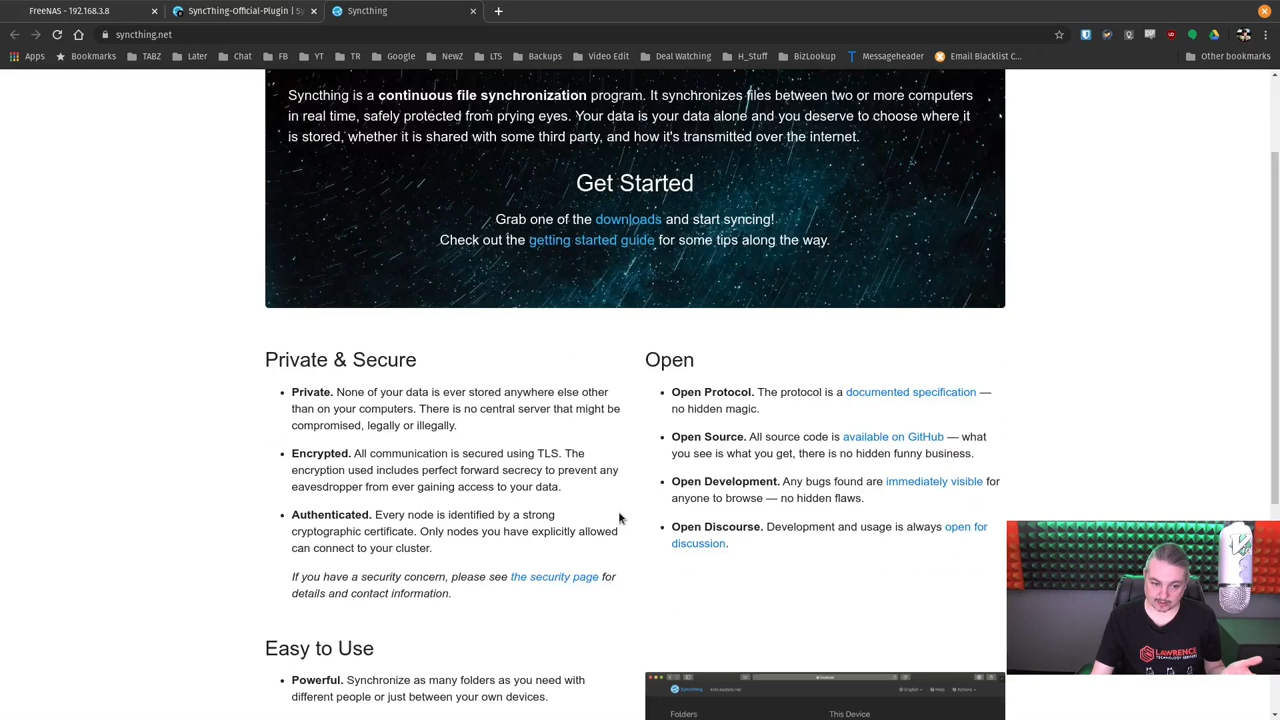 FreeNAS - 192.168.3.8
SyncThing-Official-Plugin | Sy
Syncthing
syncthing.net
Apps
Bookmarks
TABZ
Later
Chat
FB
YT
TR
Google
NewZ
LTS
Backups
Video Edit
Deal Watching
H_Stuff
BizLookup
Messageheader
Email Blacklist C...
Other bookmarks
Syncthing is a continuous file synchronization program. It synchronizes files between two or more computers
in real time, safely protected from prying eyes. Your data is your data alone and you deserve to choose where it
is stored, whether it is shared with some third party, and how it's transmitted over the internet.
Get Started
Grab one of the downloads and start syncing!
Check out the getting started guide for some tips along the way.
Private & Secure
• Private. None of your data is ever stored anywhere else other
than on your computers. There is no central server that might be
compromised, legally or illegally.
• Encrypted. All communication is secured using TLS. The
encryption used includes perfect forward secrecy to prevent any
eavesdropper from ever gaining access to your data.
• Authenticated. Every node is identified by a strong
cryptographic certificate. Only nodes you have explicitly allowed
can connect to your cluster.
If you have a security concern, please see the security page for
details and contact information.
Open
• Open Protocol. The protocol is a documented specification —
no hidden magic.
• Open Source. All source code is available on GitHub — what
you see is what you get, there is no hidden funny business.
• Open Development. Any bugs found are immediately visible for
anyone to browse — no hidden flaws.
• Open Discourse. Development and usage is always open for
discussion.
Easy to Use
• Powerful. Synchronize as many folders as you need with
different people or just between your own devices.
Syncthing
English
Help
Actions
Folders
This Device
LAWRENCE
TECHNOLOGY SERVICES